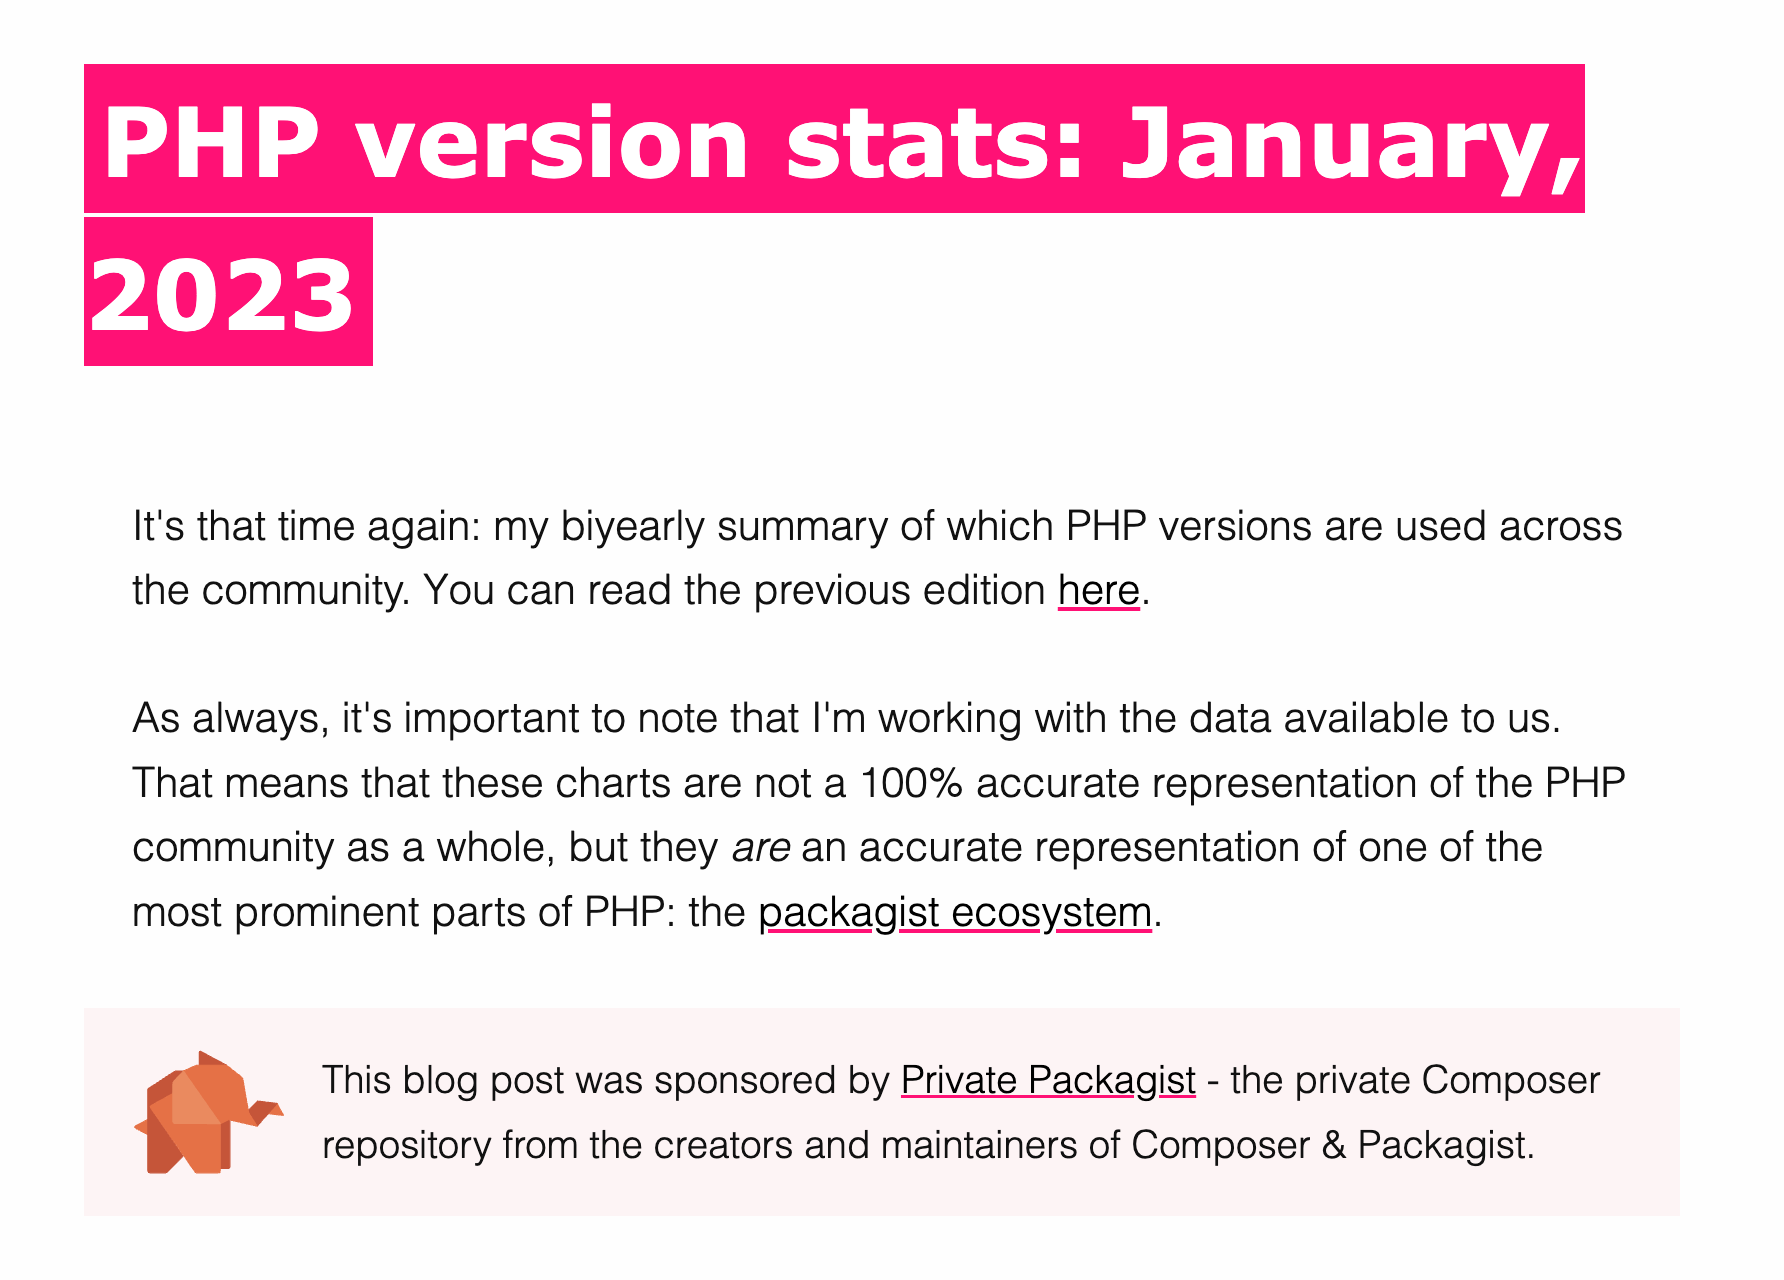 PHP version stats: January,
2023
It's that time again: my biyearly summary of which PHP versions are used across
the community. You can read the previous edition here.
As always, it's important to note that I'm working with the data available to us.
That means that these charts are not a 100% accurate representation of the PHP
community as a whole, but they are an accurate representation of one of the
most prominent parts of PHP: the packagist ecosystem.
This blog post was sponsored by Private Packagist - the private Composer
repository from the creators and maintainers of Composer & Packagist.